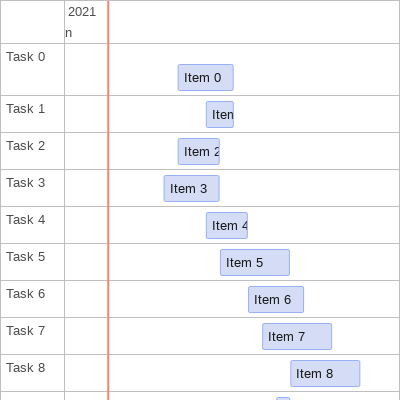 2021
n
Task 0
Item 0
Task 1
Iten
Task 2
Item 2
Task 3
Item 3
Task 4
Item 4
Task 5
Item 5
Task 6
Item 6
Task 7
Item 7
Task 8
Item 8